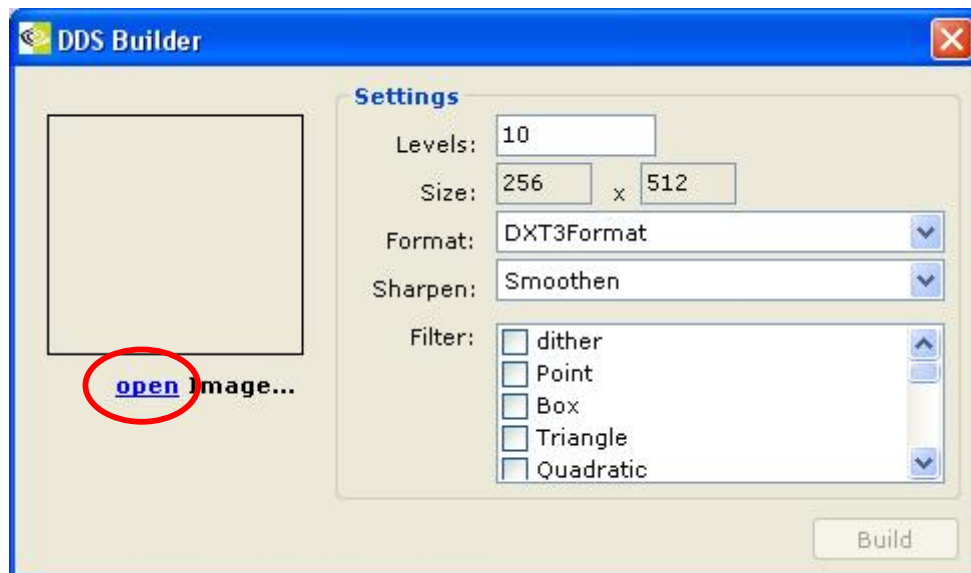 DDS Builder
Settings
Levels: 10
Size: 256 x 512
Format: DXT3Format
Sharpen: Smoothen
Filter: dither
Point
Box
Triangle
Quadratic
open Image...
Build